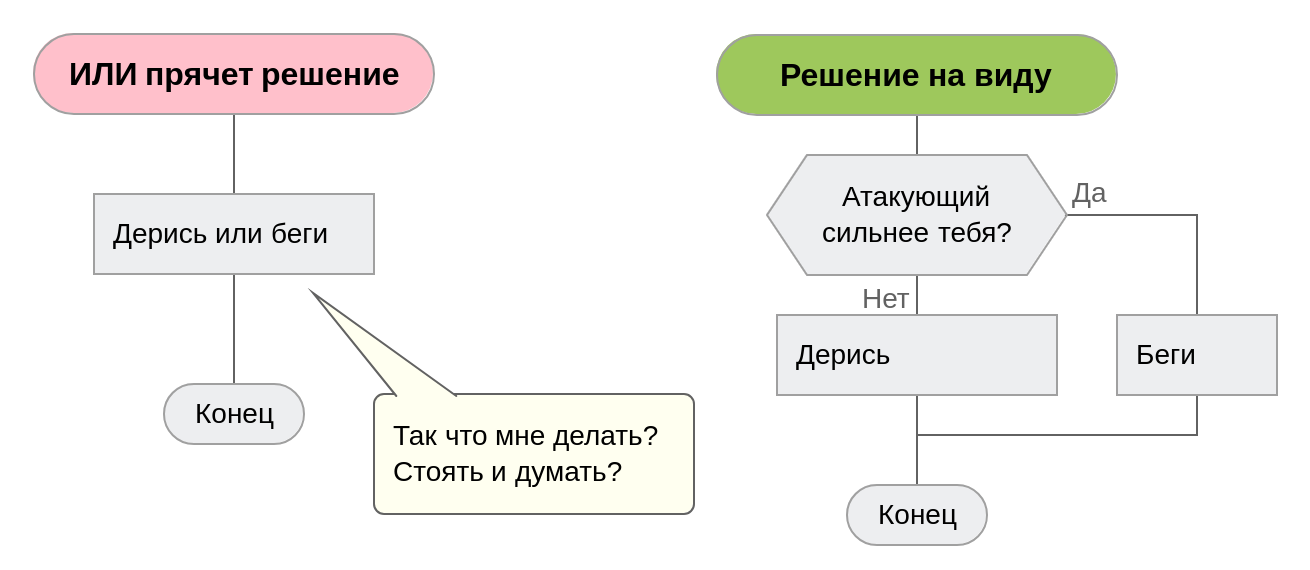 ИЛИ прячет решение
Дерись или беги
Так что мне делать?
Стоять и думать?
Конец
Решение на виду
Атакующий
сильнее тебя?
Да
Нет
Дерись
Беги
Конец